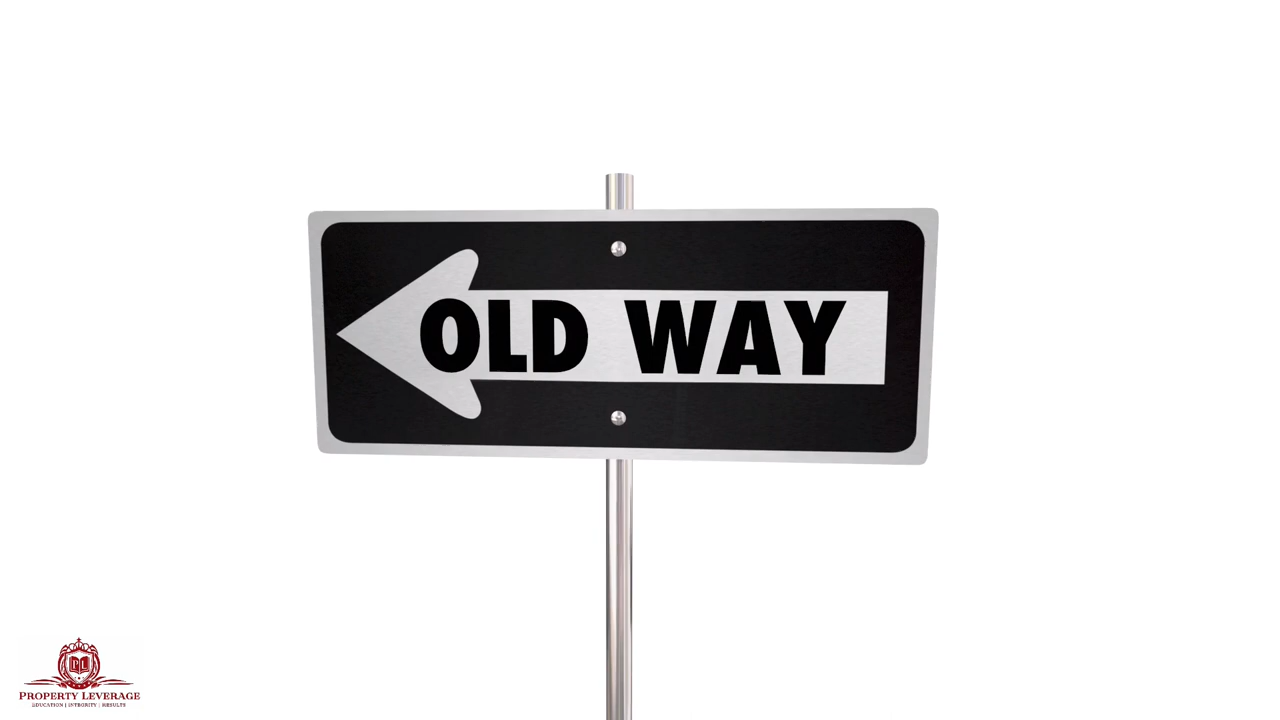 OLD WAY
PROPERTY LEVERAGE
EDUCATION | INTEGRITY | RESULTS